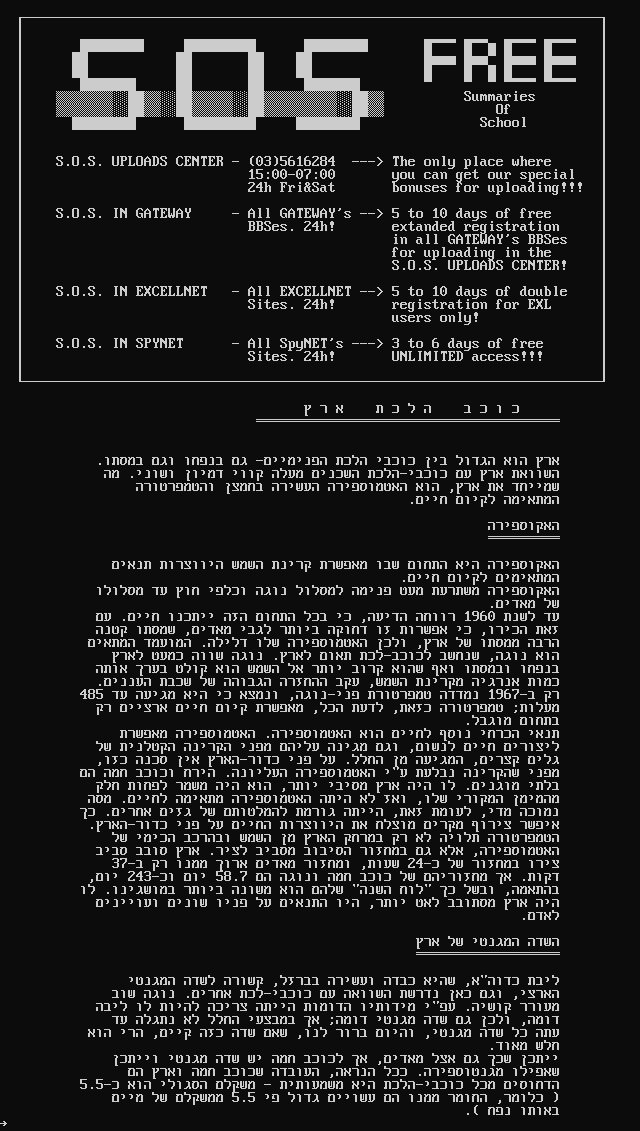 SOS FREE
Summaries
Of
School
S.O.S. UPLOADS CENTER - (03)5616284 ---> The only place where
15:00-07:00 you can get our special
24h Fri&Sat bonuses for uploading!!!
S.O.S. IN GATEWAY - All GATEWAY's --> 5 to 10 days of free
BBSes. 24h! extanded registration
in all GATEWAY's BBSes
for uploading in the
S.O.S. UPLOADS CENTER!
S.O.S. IN EXCELLNET - All EXCELLNET --> 5 to 10 days of double
Sites. 24h! registration for EXL
users only!
S.O.S. IN SPYNET - All SpyNET's ---> 3 to 6 days of free
Sites. 24h! UNLIMITED access!!!
כ ו כ ב ה ל כ ת א ר ץ
ארץ הוא הגדול בין כוכבי הלכת הפנימיים- גם בנפחו וגם במסתו.
השוואת ארץ עם כוכבי-הלכת השכנים מעלה קווי דמיון ושוני. מה
שמייחד את ארץ, הוא האטמוספירה העשירה בחמצן והטמפרטורה
המתאימה לקיום חיים.
האקוספירה
האקוספירה היא התחום שבו מאפשרת קרינת השמש היווצרות תנאים
המתאימים לקיום חיים.
האקוספירה משתרעת מעט פנימה למסלול נוגה וכלפי חוץ עד מסלולו
של מאדים.
עד לשנת 1960 רווחה הדיעה, כי בכל התחום הזה ייתכנו חיים. עם
זאת הכירו, כי אפשרות זו דחוקה ביותר לגבי מאדים, שמסתו קטנה
הרבה ממסתו של ארץ, ולכן האטמוספירה שלו דלילה. המועמד המתאים
הוא נוגה, שנחשב לכוכב-לכת תאום לארץ. נוגה שווה כמעט לארץ
בנפחו ובמסתו ואף שהוא קרוב יותר אל השמש הוא קולט בערך אותה
כמות אנרגיה מקרינת השמש, עקב ההחזרה הגבוהה של שכבת העננים.
רק ב-1967 נמדדה טמפרטורת פני-נוגה, ונמצא כי היא מגיעה עד 485
מעלות; טמפרטורה כזאת, לדעת הכל, מאפשרת קיום חיים ארציים רק
בתחום מוגבל.
תנאי הכרחי נוסף לחיים הוא האטמוספירה. האטמוספירה מאפשרת
ליצורים חיים לנשום, וגם מגינה עליהם מפני הקרינה הקטלנית של
גלים קצרים, המגיעה מן החלל. על פני כדור-הארץ אין סכנה כזו,
מפני שהקרינה נבלעת ע"י האטמוספירה העליונה. הירח וכוכב חמה הם
בלתי מוגנים. לו היה ארץ מסיבי יותר, הוא היה משמר לפחות חלק
מהמימן המקורי שלו, ואז לא היתה האטמוספירה מתאימה לחיים. מסה
נמוכה מדי, לעומת זאת, הייתה גורמת להמלטותם של גזים אחרים. כך
איפשר צירוף מקרים מוצלח את היווצרות החיים על פני כדור-הארץ.
הטמפרטורה תלויה לא רק במרחק הארץ מן השמש ובהרכב הכימי של
האטמוספירה, אלא גם במחזור הסיבוב מסביב לציר. ארץ סובב סביב
צירו במחזור של כ-24 שעות, ומחזור מאדים ארוך ממנו רק ב-37
דקות. אך מחזוריהם של כוכב חמה ונוגה הם 58.7 יום וכ-243 יום,
בהתאמה, ובשל כך "לוח השנה" שלהם הוא משונה ביותר במושגינו. לו
היה ארץ מסתובב לאט יותר, היו התנאים על פניו שונים ועויינים
לאדם.
השדה המגנטי של ארץ
ליבת כדוה"א, שהיא כבדה ועשירה בברזל, קשורה לשדה המגנטי
הארצי, וגם כאן נדרשת השוואה עם כוכבי-לכת אחרים. נוגה שוב
מעורר קושיה. עפ"י מידותיו הדומות הייתה צריכה להיות לו ליבה
דומה, ולכן גם שדה מגנטי דומה; אך במבצעי החלל לא נתגלה עד
עתה כל שדה מגנטי, והיום ברור לנו, שאם שדה כזה קיים, הרי הוא
חלש מאוד.
ייתכן שכך גם אצל מאדים, אך לכוכב חמה יש שדה מגנטי וייתכן
שאפילו מגנטוספירה. ככל הנראה, העובדה שכוכב חמה וארץ הם
הדחוסים מכל כוכבי-הלכת היא משמעותית - משקלם הסגולי הוא כ-5.5
( כלומר, החומר ממנו הם עשויים גדול פי 5.5 ממשקלם של מיים
באותו נפח ).